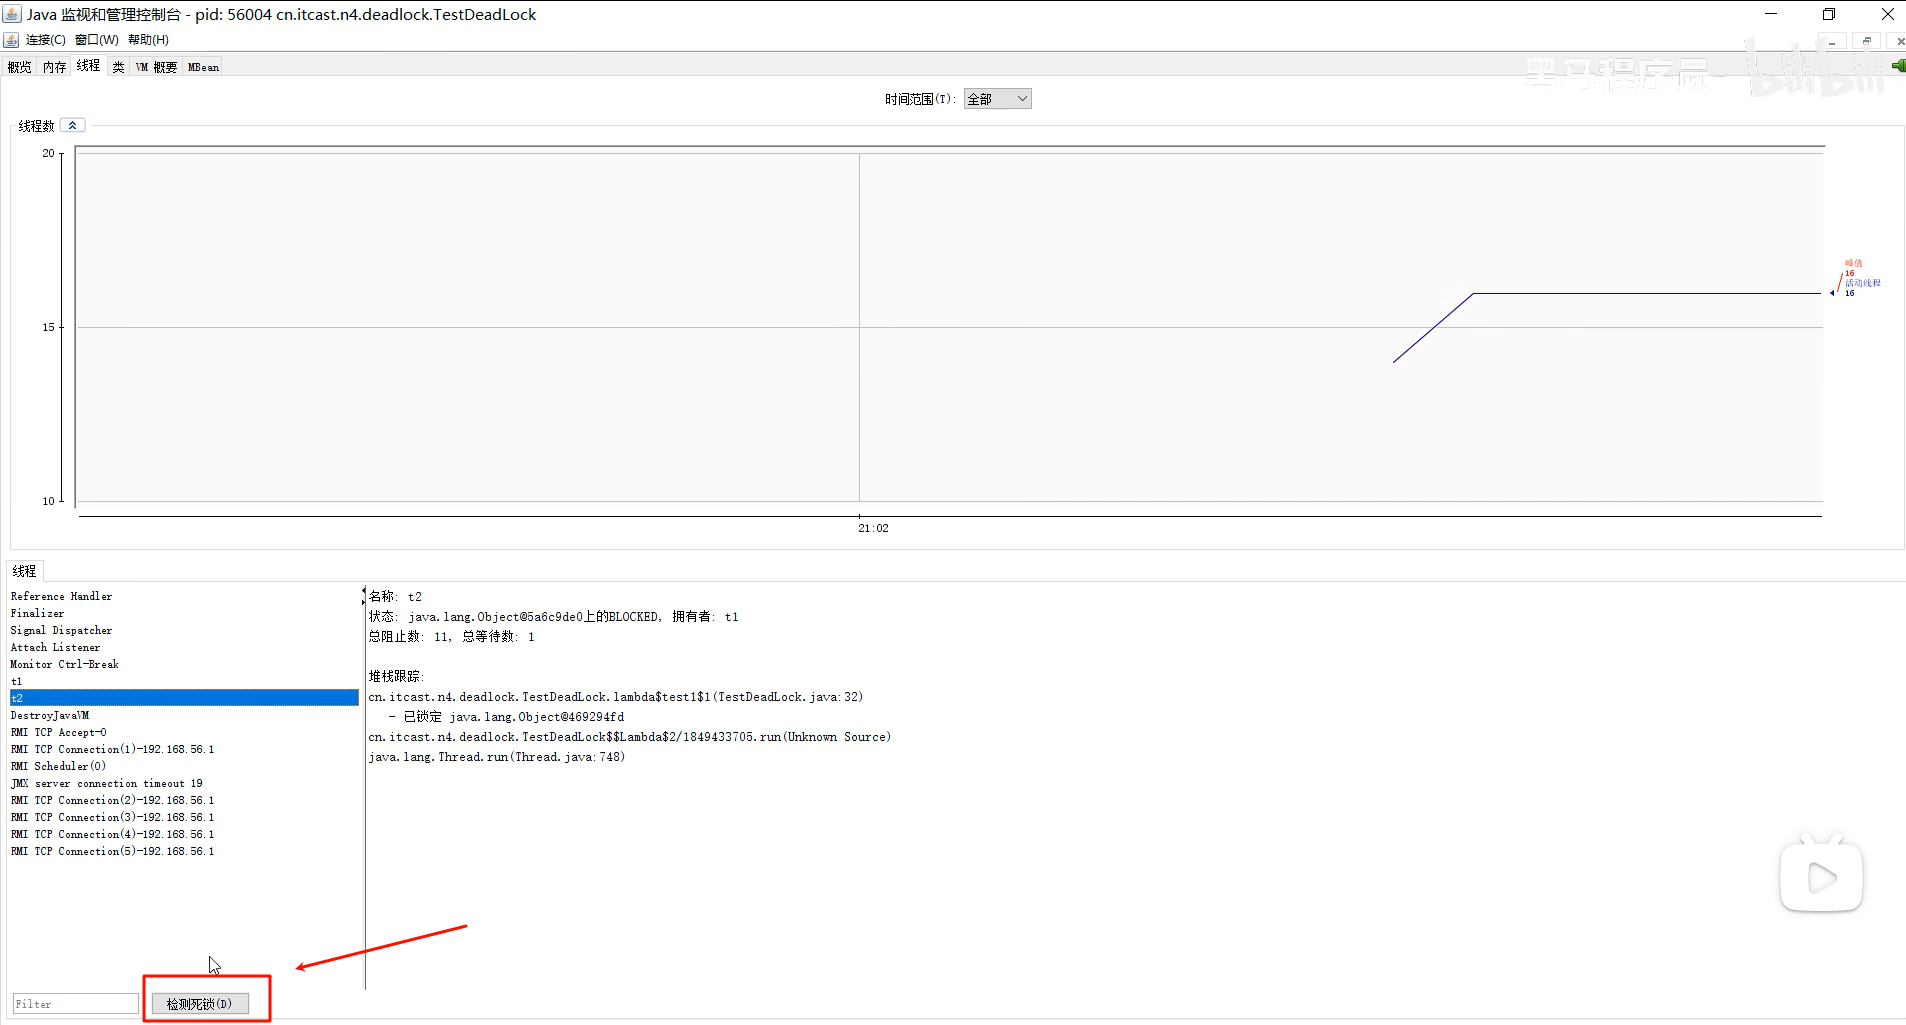 Java 监视和管理控制台 - pid: 56004 cn.itcast.n4.deadlock.TestDeadLock
连接(C) 窗口(W) 帮助(H)
概览 内存 线程 类 VM 概要 MBean
黑马程序员 bilibili
时间范围(T): 全部
线程数
20
15
10
21:02
峰值
16
活动线程
16
线程
Reference Handler
Finalizer
Signal Dispatcher
Attach Listener
Monitor Ctrl-Break
t1
t2
DestroyJavaVM
RMI TCP Accept-0
RMI TCP Connection(1)-192.168.56.1
RMI Scheduler(0)
JMX server connection timeout 19
RMI TCP Connection(2)-192.168.56.1
RMI TCP Connection(3)-192.168.56.1
RMI TCP Connection(4)-192.168.56.1
RMI TCP Connection(5)-192.168.56.1
名称: t2
状态: java.lang.Object@5a6c9de0上的BLOCKED, 拥有者: t1
总阻止数: 11, 总等待数: 1
堆栈跟踪:
cn.itcast.n4.deadlock.TestDeadLock.lambda$test1$1(TestDeadLock.java:32)
- 已锁定 java.lang.Object@469294fd
cn.itcast.n4.deadlock.TestDeadLock$$Lambda$2/1849433705.run(Unknown Source)
java.lang.Thread.run(Thread.java:748)
Filter
检测死锁(D)